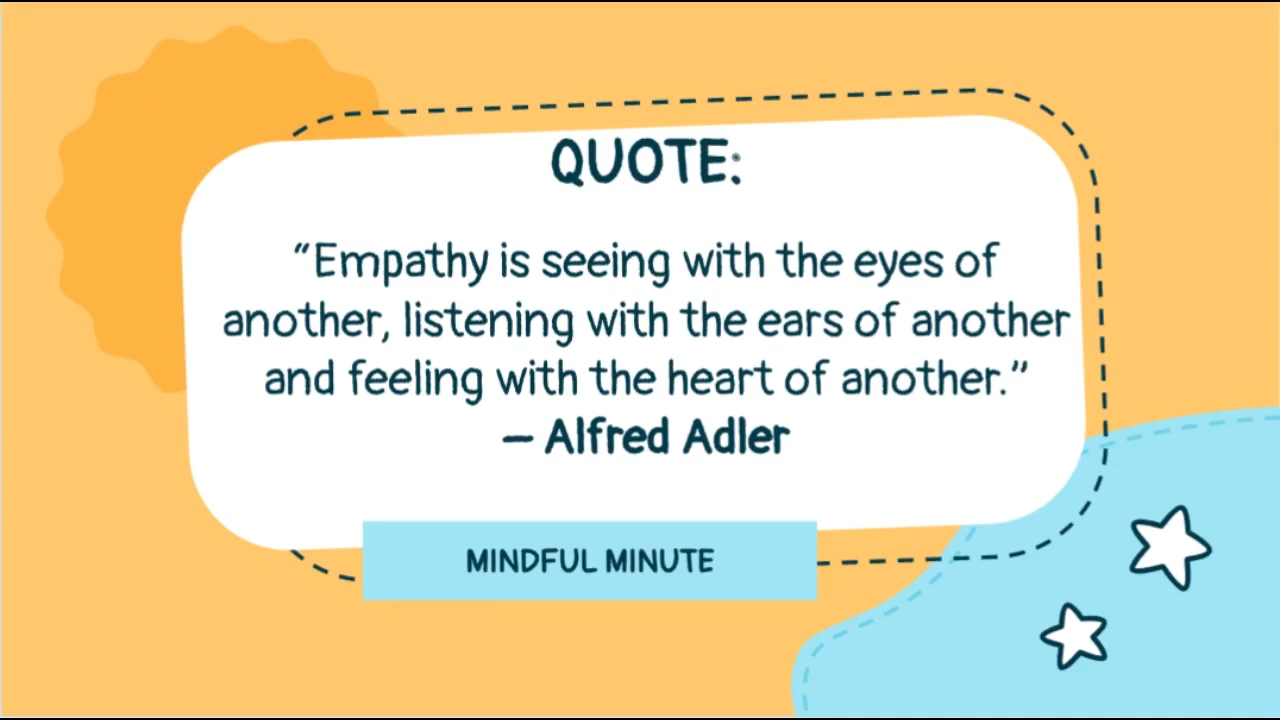 QUOTE:
“Empathy is seeing with the eyes of
another, listening with the ears of another
and feeling with the heart of another.”
— Alfred Adler
MINDFUL MINUTE